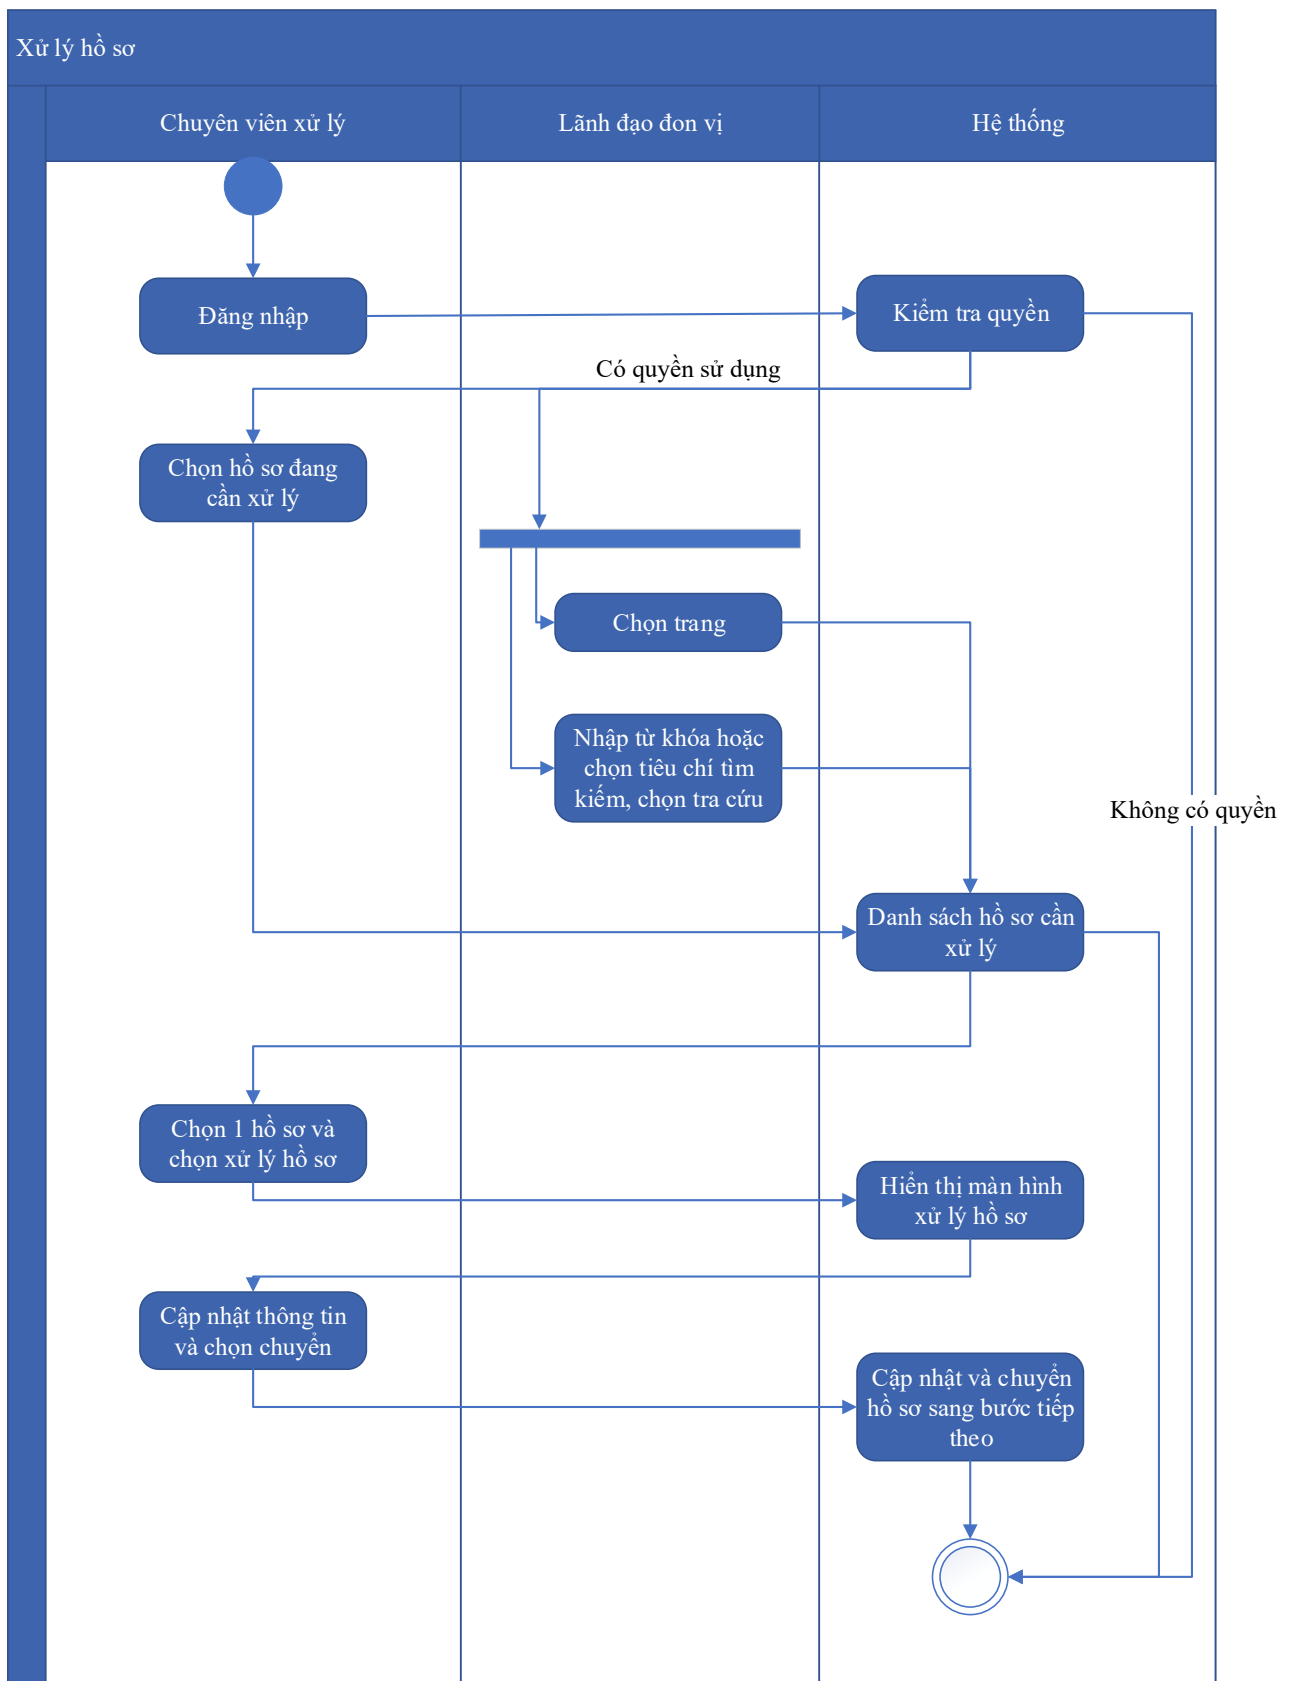 Xử lý hồ sơ
Chuyên viên xử lý
Lãnh đạo đon vị
Hệ thống
Đăng nhập
Kiểm tra quyền
Có quyền sử dụng
Chọn hồ sơ đang
cần xử lý
Chọn trang
Nhập từ khóa hoặc
chọn tiêu chí tìm
kiếm, chọn tra cứu
Không có quyền
Danh sách hồ sơ cần
xử lý
Chọn 1 hồ sơ và
chọn xử lý hồ sơ
Hiển thị màn hình
xử lý hồ sơ
Cập nhật thông tin
và chọn chuyển
Cập nhật và chuyển
hồ sơ sang bước tiếp
theo